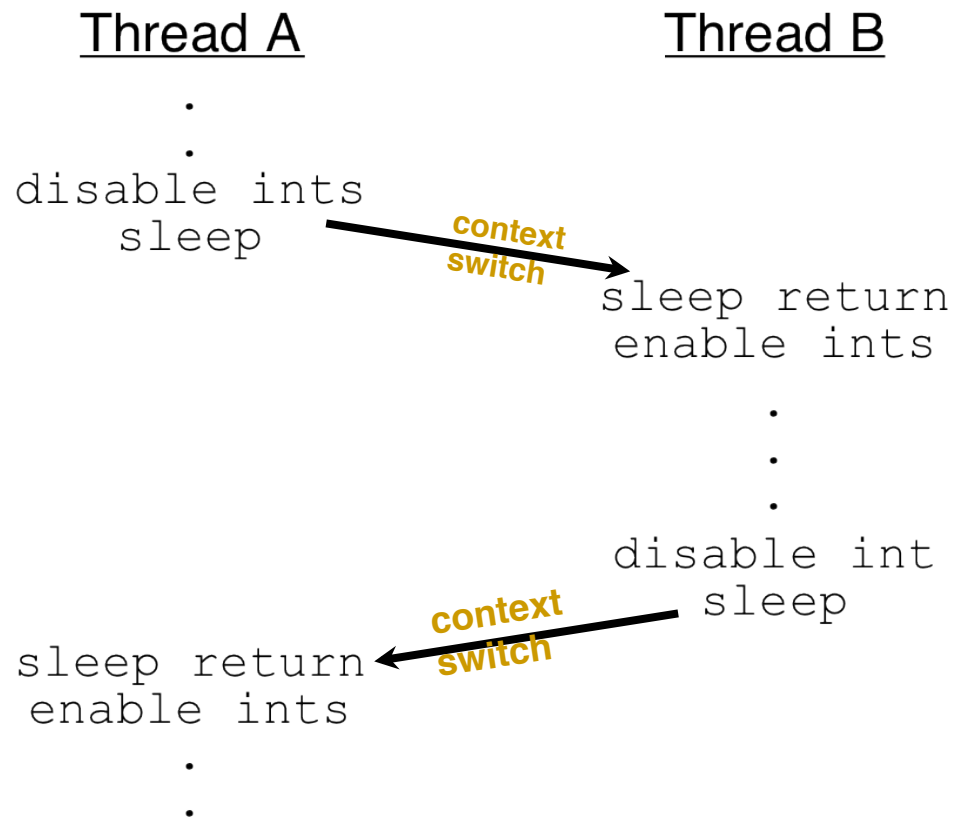 Thread A
Thread B
.
.
disable ints
sleep
context
switch
sleep return
enable ints
.
.
.
disable int
sleep
context
switch
sleep return
enable ints
.
.